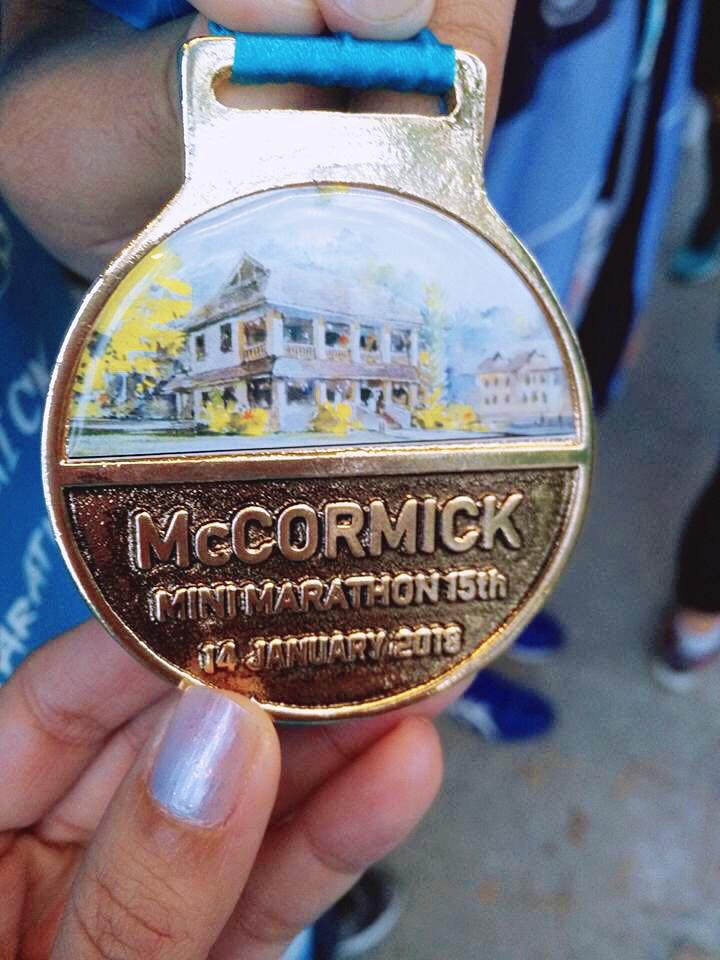 McCORMICK
MINI MARATHON 15th
14 JANUARY 2018